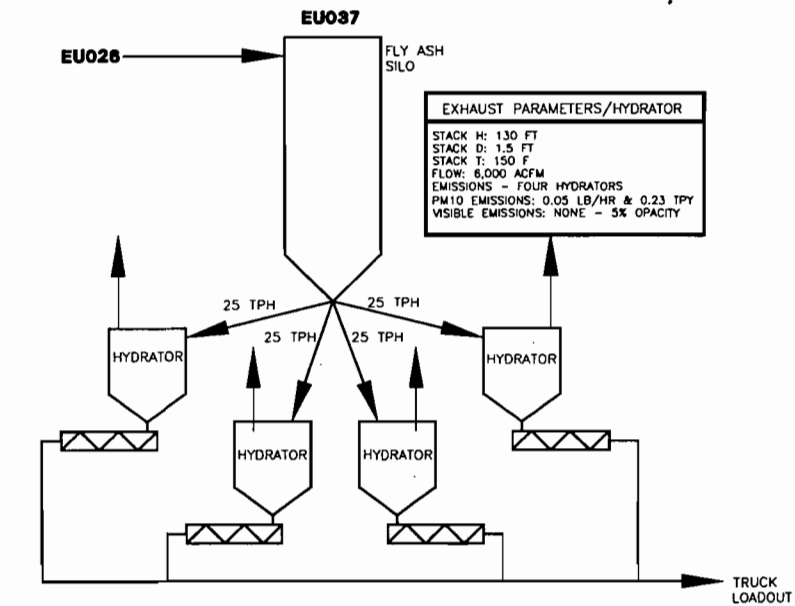 EU037
EU026
FLY ASH
SILO
EXHAUST PARAMETERS/HYDRATOR
STACK H: 130 FT
STACK D: 1.5 FT
STACK T: 150 F
FLOW: 6,000 ACFM
EMISSIONS - FOUR HYDRATORS
PM10 EMISSIONS: 0.05 LB/HR & 0.23 TPY
VISIBLE EMISSIONS: NONE - 5% OPACITY
25 TPH
25 TPH
25 TPH
25 TPH
HYDRATOR
HYDRATOR
HYDRATOR
HYDRATOR
TRUCK
LOADOUT